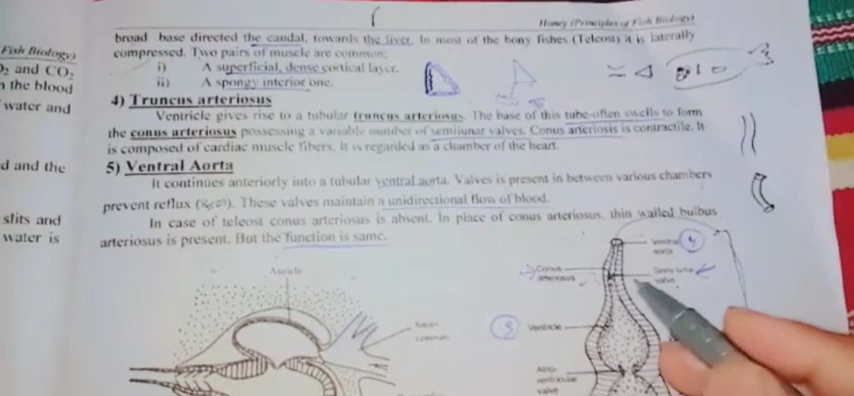 Honey (Principles of Fish Biology)
broad base directed the caudal, towards the liver. In most of the bony fishes (Teleost) it is laterally
compressed. Two pairs of muscle are common;
i) A superficial, dense cortical layer.
ii) A spongy interior one.
4) Truncus arteriosus
Ventricle gives rise to a tubular truncus arteriosus. The base of this tube-often swells to form
the conus arteriosus possessing a variable number of semilunar valves. Conus arteriosis is contractile. It
is composed of cardiac muscle fibers. It is regarded as a chamber of the heart.
5) Ventral Aorta
It continues anteriorly into a tubular ventral aorta. Valves is present in between various chambers
prevent reflux. These valves maintain a unidirectional flow of blood.
In case of teleost conus arteriosus is absent. In place of conus arteriosus, thin walled bulbus
arteriosus is present. But the function is same.
Fish Biology)
O₂ and CO₂
n the blood
water and
d and the
slits and
water is
Auricle
Conus
arteriosus
Ventricle
Atrio-
ventricular
valve
Ventral
aorta
valve